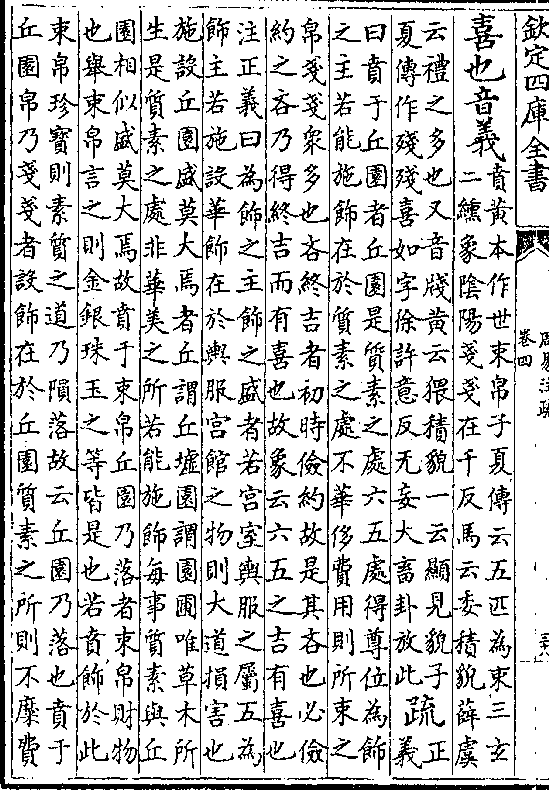 欽定四庫全書
周易注疏
卷四
喜也音義賁黄本作世束帛子夏傳云五匹為束三玄
二纁象陰陽戔戔在千反馬云委積貌薛虞
云禮之多也又音牋黄云猥積貌一云顯見貌子
夏傳作殘殘喜如字徐許意反无妄大畜卦放此
疏正義
曰賁于丘園者丘園是質素之處六五處得尊位為飾
之主若能施飾在於質素之處不華侈費用則所束之
帛戔戔衆多也吝終吉者初時儉約故是其吝也必儉
約之吝乃得終吉而有喜也故象云六五之吉有喜也
注正義曰為飾之主飾之盛者若宫室輿服之屬五為
飾主若施設華飾在於輿服宫館之物則大道損害也
施設丘園盛莫大焉者丘謂丘墟園謂園圃唯草木所
生是質素之處非華美之所若能施飾每事質素與丘
園相似盛莫大焉故賁于束帛丘園乃落者束帛財物
也舉束帛言之則金銀珠玉之等皆是也若賁飾於此
束帛珍寶則素質之道乃隕落故云丘園乃落也賁于
丘園帛乃戔戔者設飾在於丘園質素之所則不靡費